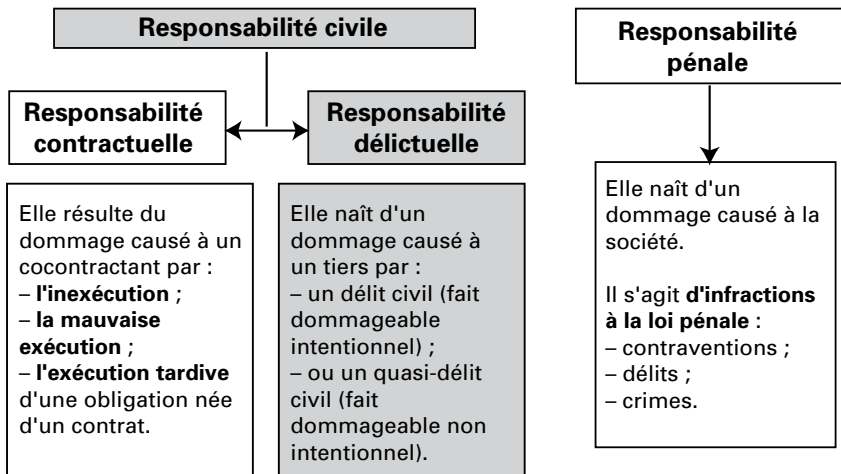 Responsabilité civile
Responsabilité
contractuelle
Responsabilité
délictuelle
Elle résulte du
dommage causé à un
cocontractant par :
– l'inexécution ;
– la mauvaise
exécution ;
– l'exécution tardive
d'une obligation née
d'un contrat.
Elle naît d'un
dommage causé à
un tiers par :
– un délit civil (fait
dommageable
intentionnel) ;
– ou un quasi-délit
civil (fait
dommageable non
intentionnel).
Responsabilité
pénale
Elle naît d'un
dommage causé à la
société.
Il s'agit d'infractions
à la loi pénale :
– contraventions ;
– délits ;
– crimes.